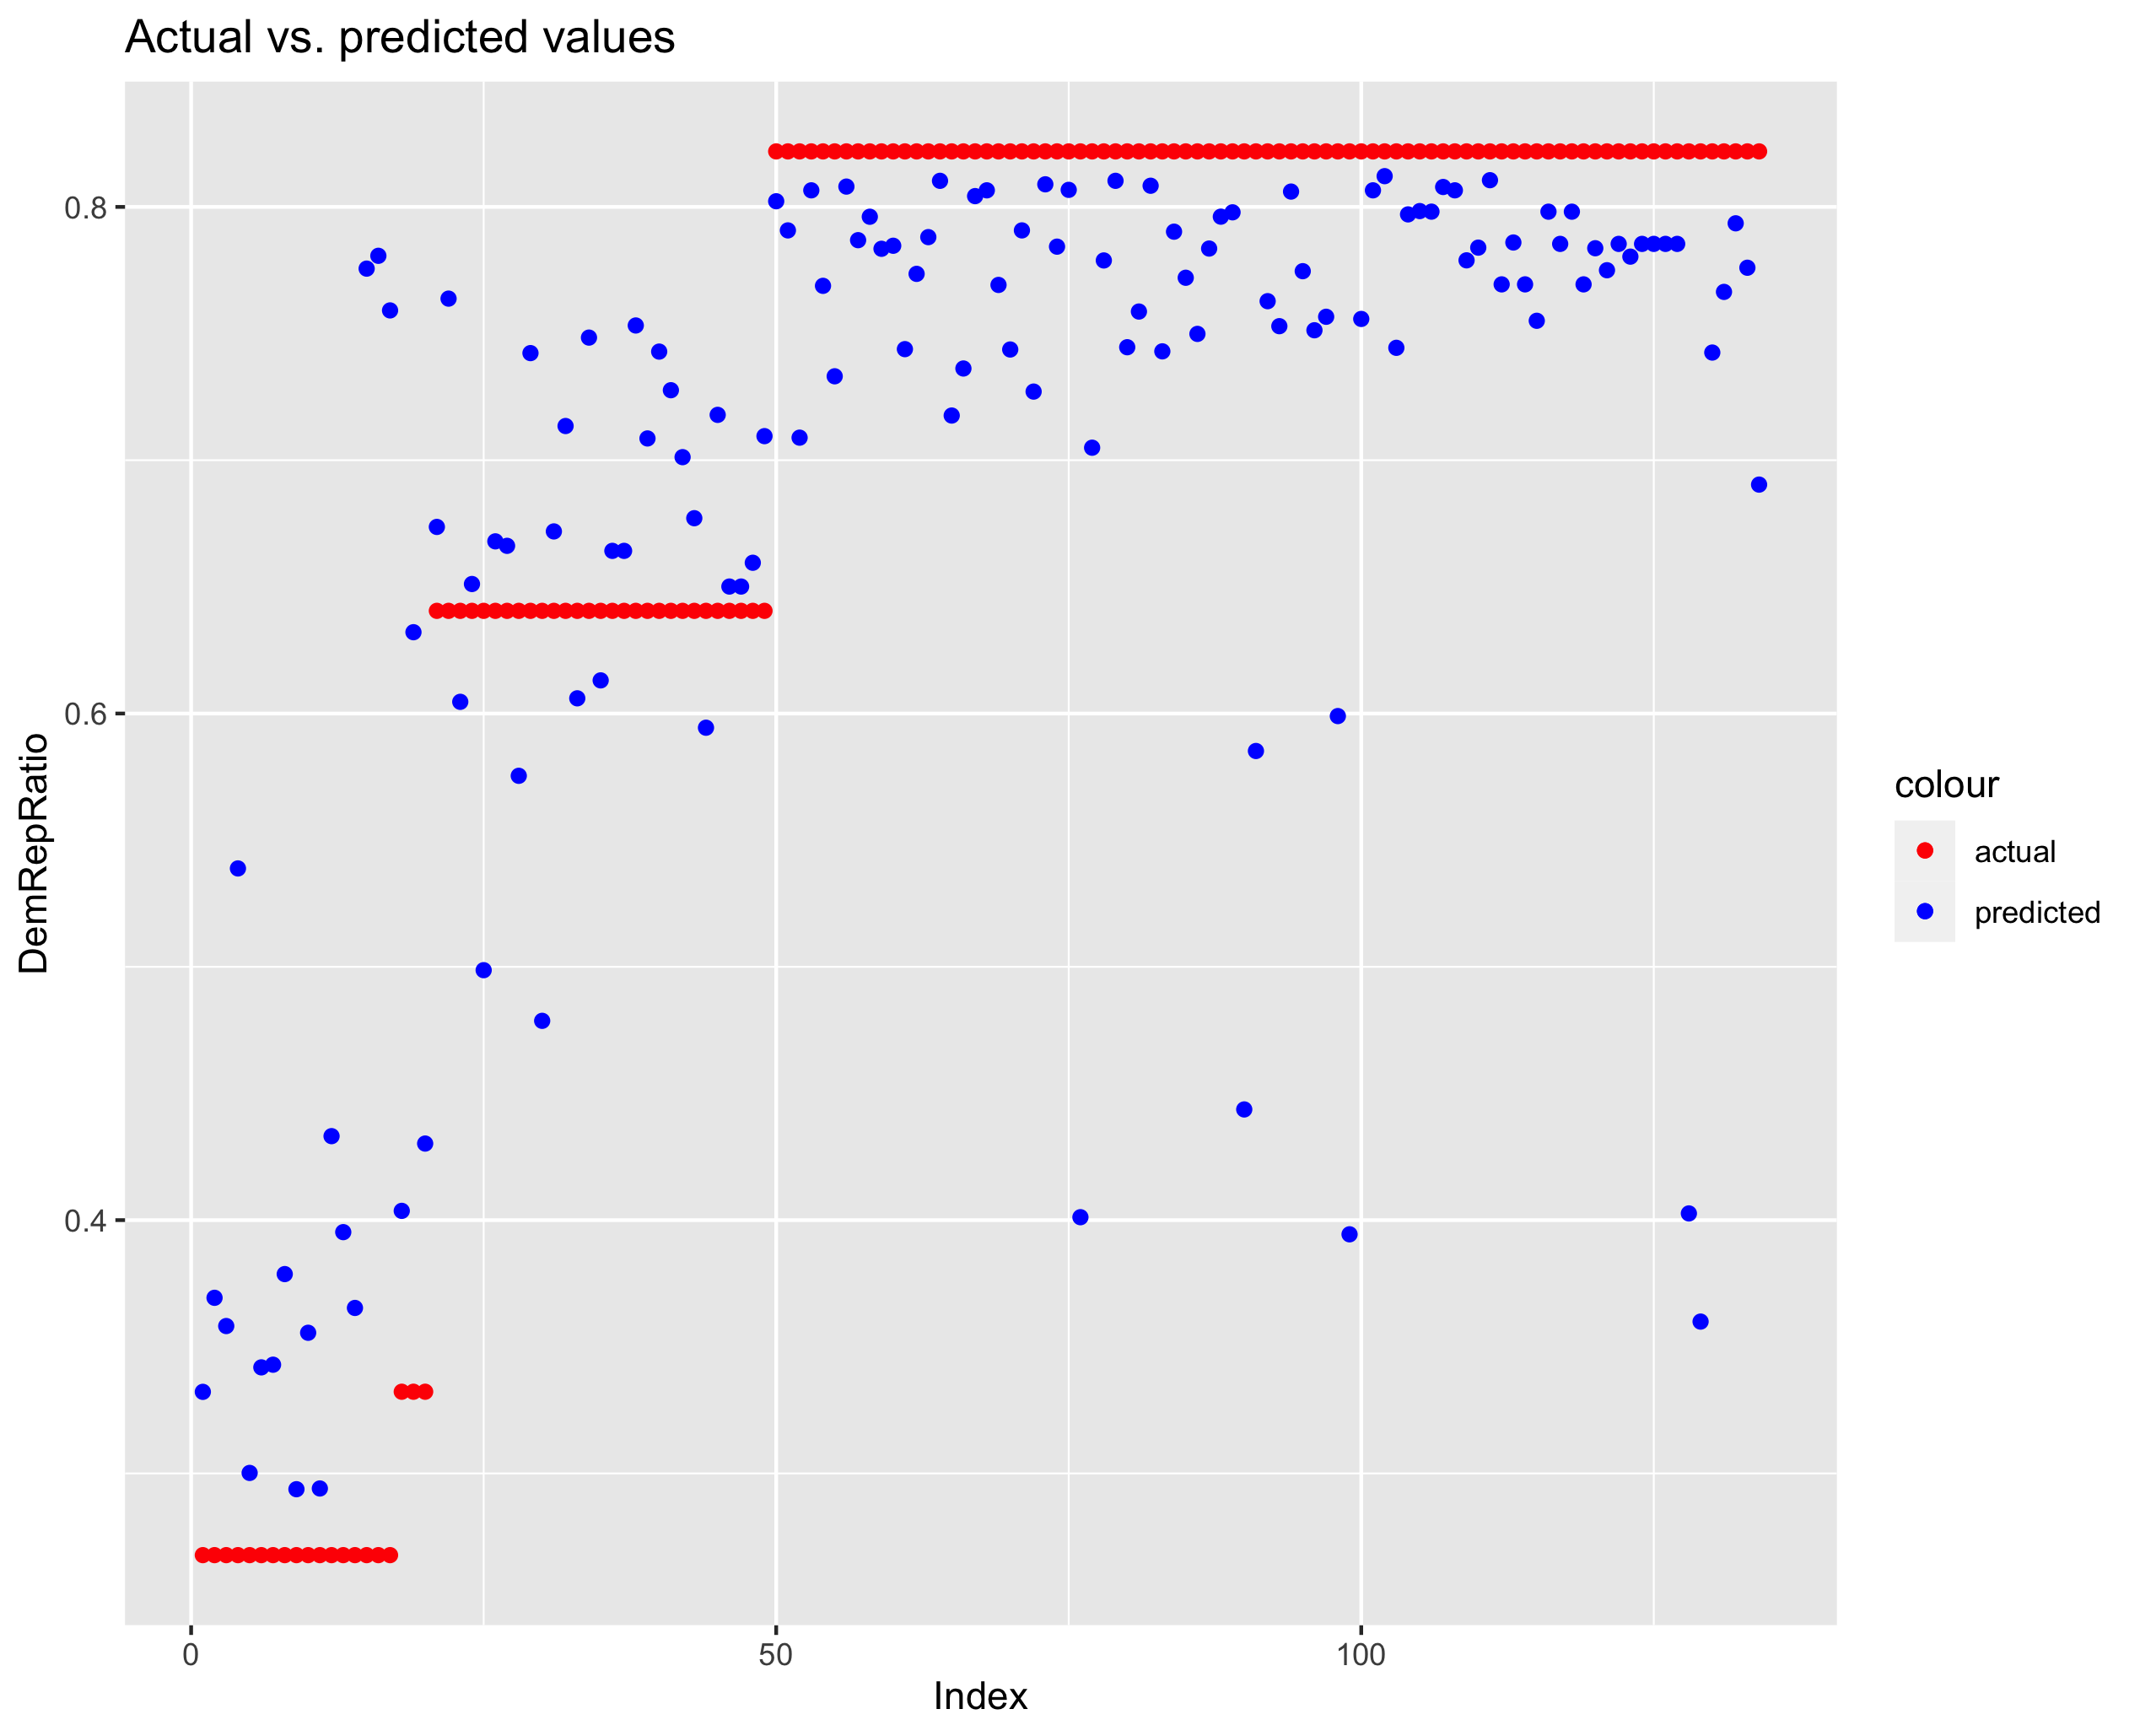 Actual vs. predicted values
0.8
0.6
0.4
DemRepRatio
0
50
100
Index
colour
actual
predicted